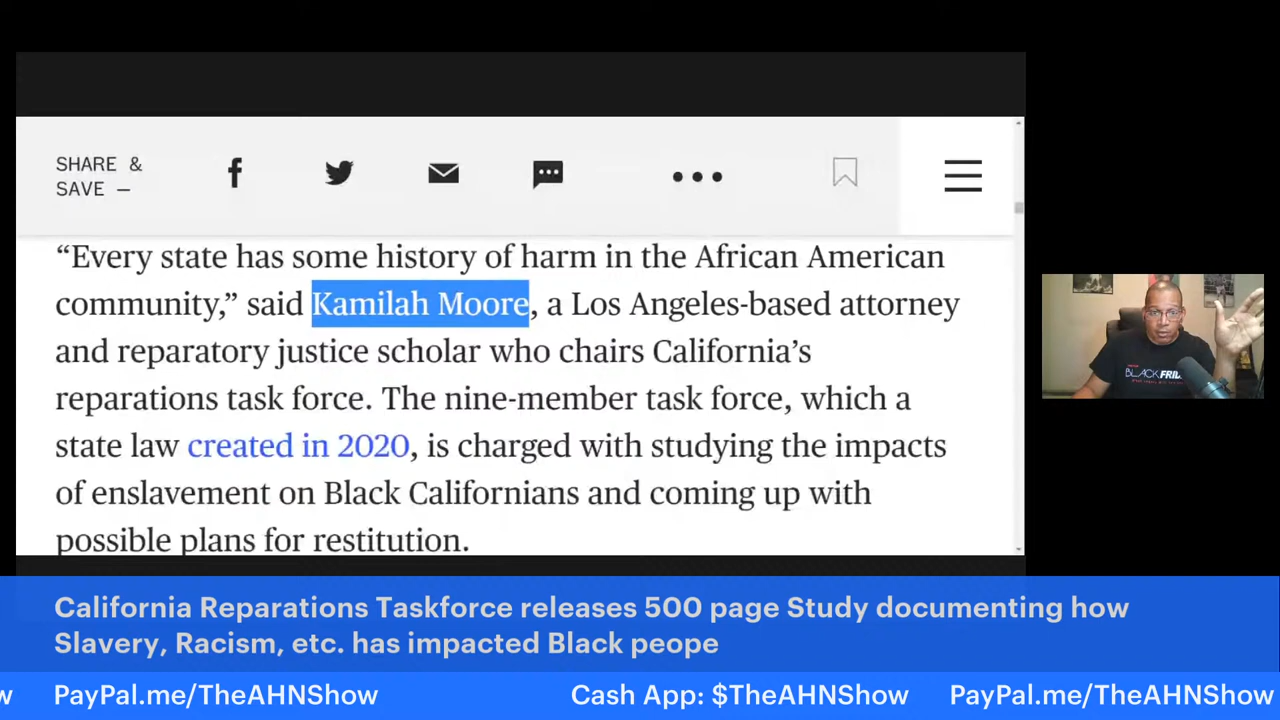 SHARE &
SAVE —
“Every state has some history of harm in the African American
community,” said Kamilah Moore, a Los Angeles-based attorney
and reparatory justice scholar who chairs California’s
reparations task force. The nine-member task force, which a
state law created in 2020, is charged with studying the impacts
of enslavement on Black Californians and coming up with
possible plans for restitution.
BLACK FRI
California Reparations Taskforce releases 500 page Study documenting how
Slavery, Racism, etc. has impacted Black peope
w PayPal.me/TheAHNShow Cash App: $TheAHNShow PayPal.me/TheAHNShow